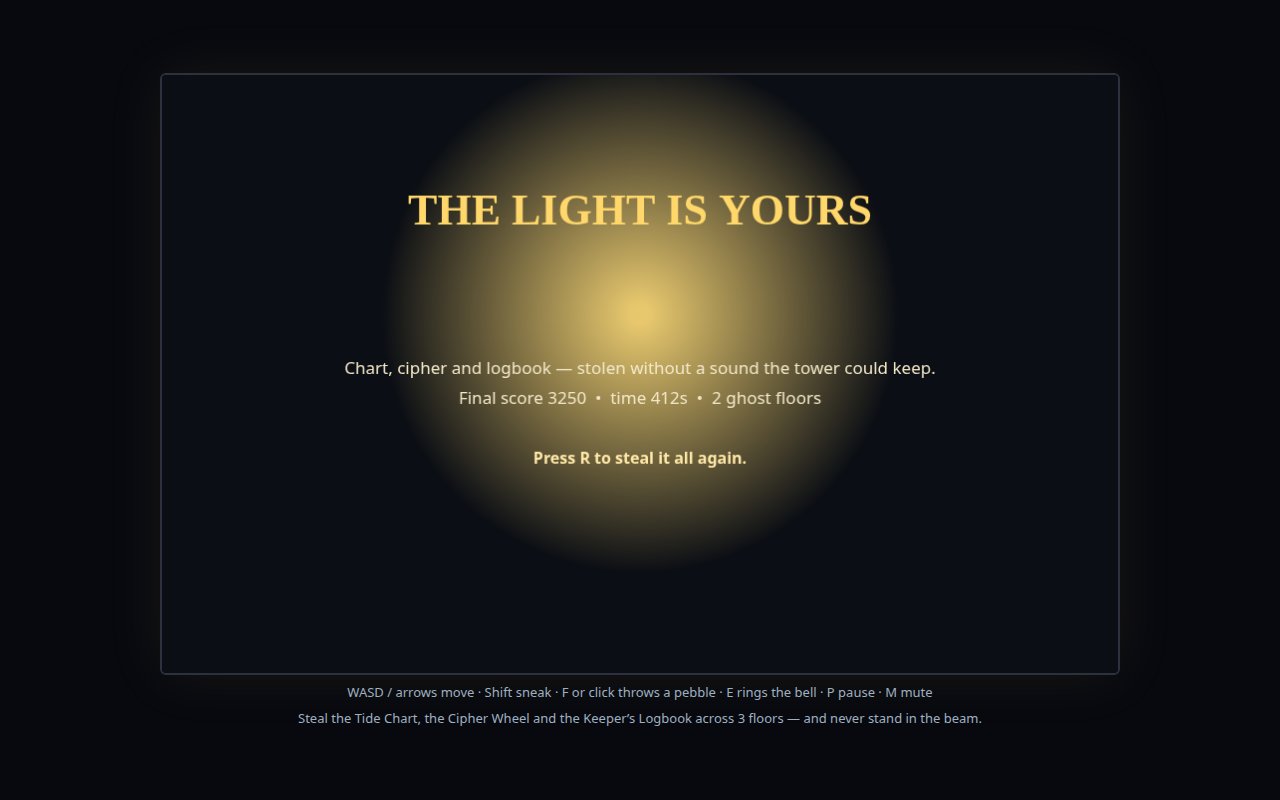 THE LIGHT IS YOURS
Chart, cipher and logbook — stolen without a sound the tower could keep.
Final score 3250 • time 412s • 2 ghost floors
Press R to steal it all again.
WASD / arrows move · Shift sneak · F or click throws a pebble · E rings the bell · P pause · M mute
Steal the Tide Chart, the Cipher Wheel and the Keeper’s Logbook across 3 floors — and never stand in the beam.